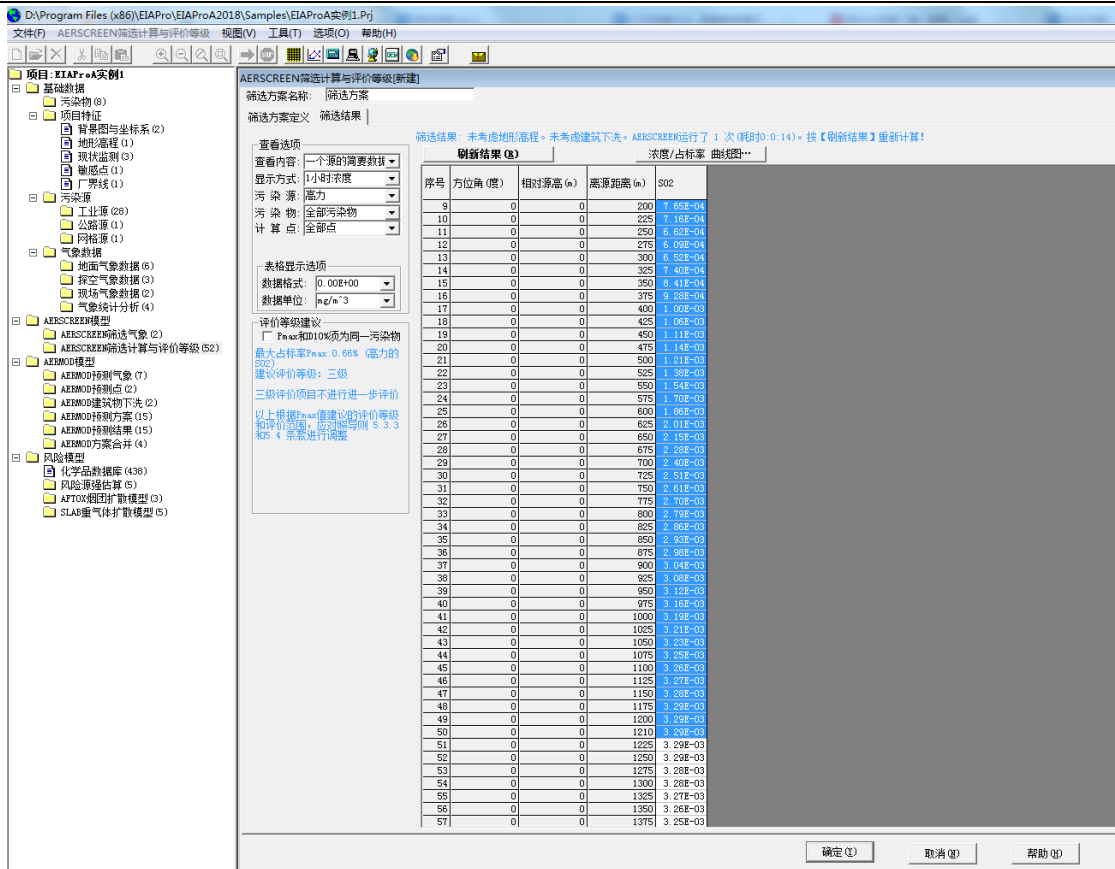 D:\Program Files (x86)\EIAPro\EIAProA2018\Samples\EIAProA实例1.Prj
文件(F) AERSCREEN筛选计算与评价等级 视图(V) 工具(T) 选项(O) 帮助(H)
项目:EIAProA实例1
基础数据
污染物(8)
项目特征
背景图与坐标系(2)
地形高程(1)
现状监测(3)
敏感点(1)
厂界线(1)
污染源
工业源(28)
公路源(1)
网格源(1)
气象数据
地面气象数据(6)
探空气象数据(3)
现场气象数据(2)
气象统计分析(4)
AERSCREEN模型
AERSCREEN筛选气象(2)
AERSCREEN筛选计算与评价等级(52)
AERMOD模型
AERMOD预测气象(7)
AERMOD预测点(2)
AERMOD建筑物下洗(2)
AERMOD预测方案(15)
AERMOD预测结果(15)
AERMOD方案合并(4)
风险模型
化学品数据库(438)
风险源强估算(5)
AFTOX烟团扩散模型(3)
SLAB重气体扩散模型(5)
AERSCREEN筛选计算与评价等级[新建]
筛选方案名称: 筛选方案
筛选方案定义 筛选结果
查看选项
查看内容: 一个源的简要数据
显示方式: 1小时浓度
污 染 源: 高力
污 染 物: 全部污染物
计 算 点: 全部点
表格显示选项
数据格式: 0.00E+00
数据单位: mg/m^3
评价等级建议
Pmax和D10%须为同一污染物
最大占标率Pmax:0.66% (高力的
SO2)
建议评价等级: 三级
三级评价项目不进行进一步评价
以上根据Pmax值建议的评价等级
和评价范围,应对照导则 5.3.3
和5.4 条款进行调整
筛选结果: 未考虑地形高程。未考虑建筑下洗。AERSCREEN运行了 1 次(耗时0:0:14)。按【刷新结果】重新计算!
刷新结果(R) 浓度/占标率 曲线图…
序号 方位角(度) 相对源高(m) 离源距离(m) SO2
9 0 0 200 7.65E-04
10 0 0 225 7.16E-04
11 0 0 250 6.62E-04
12 0 0 275 6.09E-04
13 0 0 300 6.52E-04
14 0 0 325 7.40E-04
15 0 0 350 8.41E-04
16 0 0 375 9.28E-04
17 0 0 400 1.00E-03
18 0 0 425 1.06E-03
19 0 0 450 1.11E-03
20 0 0 475 1.14E-03
21 0 0 500 1.21E-03
22 0 0 525 1.38E-03
23 0 0 550 1.54E-03
24 0 0 575 1.70E-03
25 0 0 600 1.86E-03
26 0 0 625 2.01E-03
27 0 0 650 2.15E-03
28 0 0 675 2.28E-03
29 0 0 700 2.40E-03
30 0 0 725 2.51E-03
31 0 0 750 2.61E-03
32 0 0 775 2.70E-03
33 0 0 800 2.79E-03
34 0 0 825 2.86E-03
35 0 0 850 2.93E-03
36 0 0 875 2.98E-03
37 0 0 900 3.04E-03
38 0 0 925 3.08E-03
39 0 0 950 3.12E-03
40 0 0 975 3.16E-03
41 0 0 1000 3.19E-03
42 0 0 1025 3.21E-03
43 0 0 1050 3.23E-03
44 0 0 1075 3.25E-03
45 0 0 1100 3.26E-03
46 0 0 1125 3.27E-03
47 0 0 1150 3.28E-03
48 0 0 1175 3.29E-03
49 0 0 1200 3.29E-03
50 0 0 1210 3.29E-03
51 0 0 1225 3.29E-03
52 0 0 1250 3.29E-03
53 0 0 1275 3.28E-03
54 0 0 1300 3.28E-03
55 0 0 1325 3.27E-03
56 0 0 1350 3.26E-03
57 0 0 1375 3.25E-03
确定(Y) 取消(N) 帮助(H)